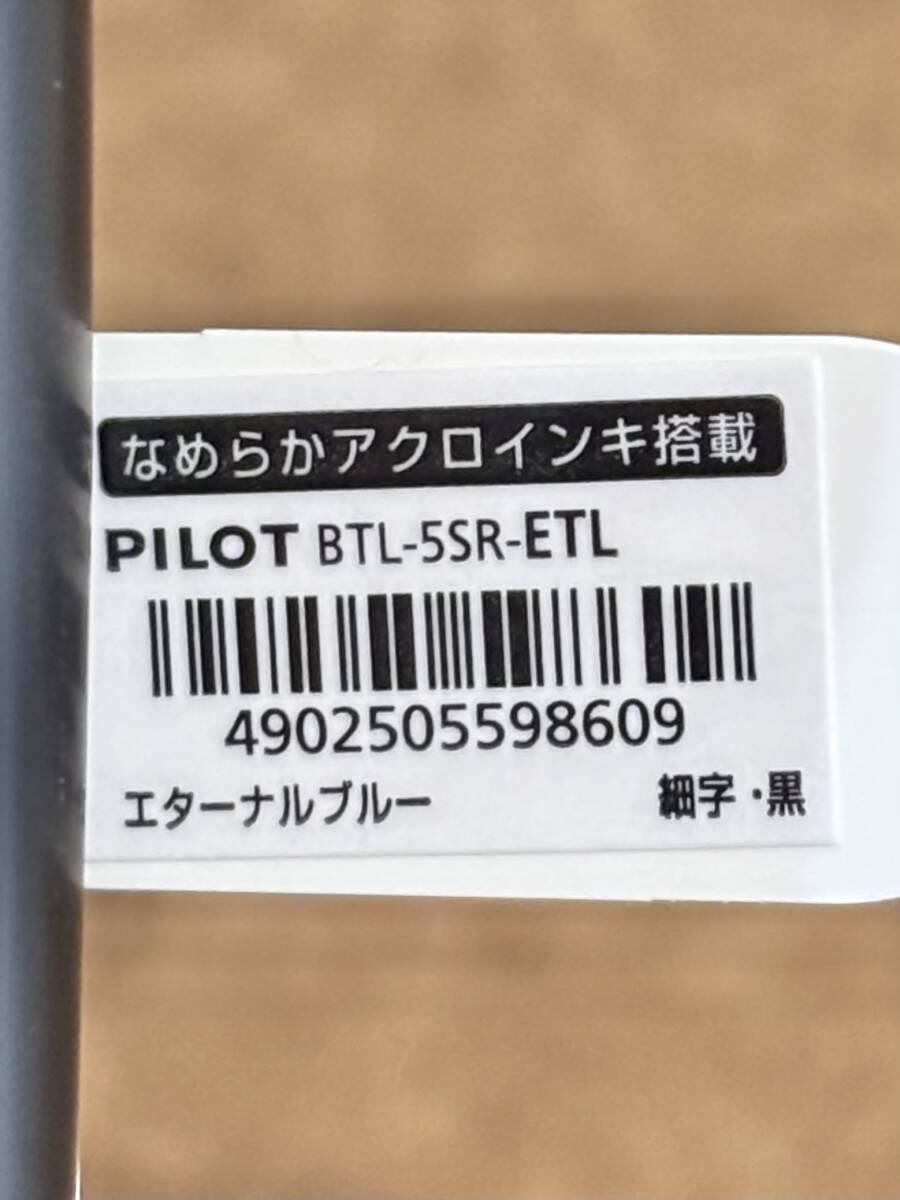 なめらかアクロインキ搭載
PILOT BTL-5SR-ETL
4902505598609
エターナルブルー 細字・黒